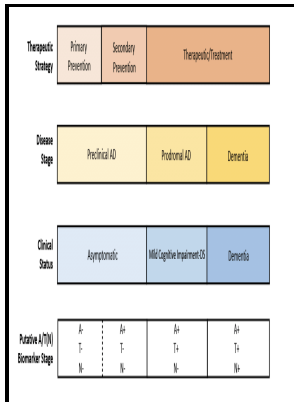 Therapeutic Strategy
Primary Prevention
Secondary Prevention
Therapeutic/Treatment
Disease Stage
Preclinical AD
Prodromal AD
Dementia
Clinical Status
Asymptomatic
Mild Cognitive Impairment-DS
Dementia
Putative A/T(N) Biomarker Stage
A- A+ A+ A+
T- T- T+ T+
N- N- N- N+